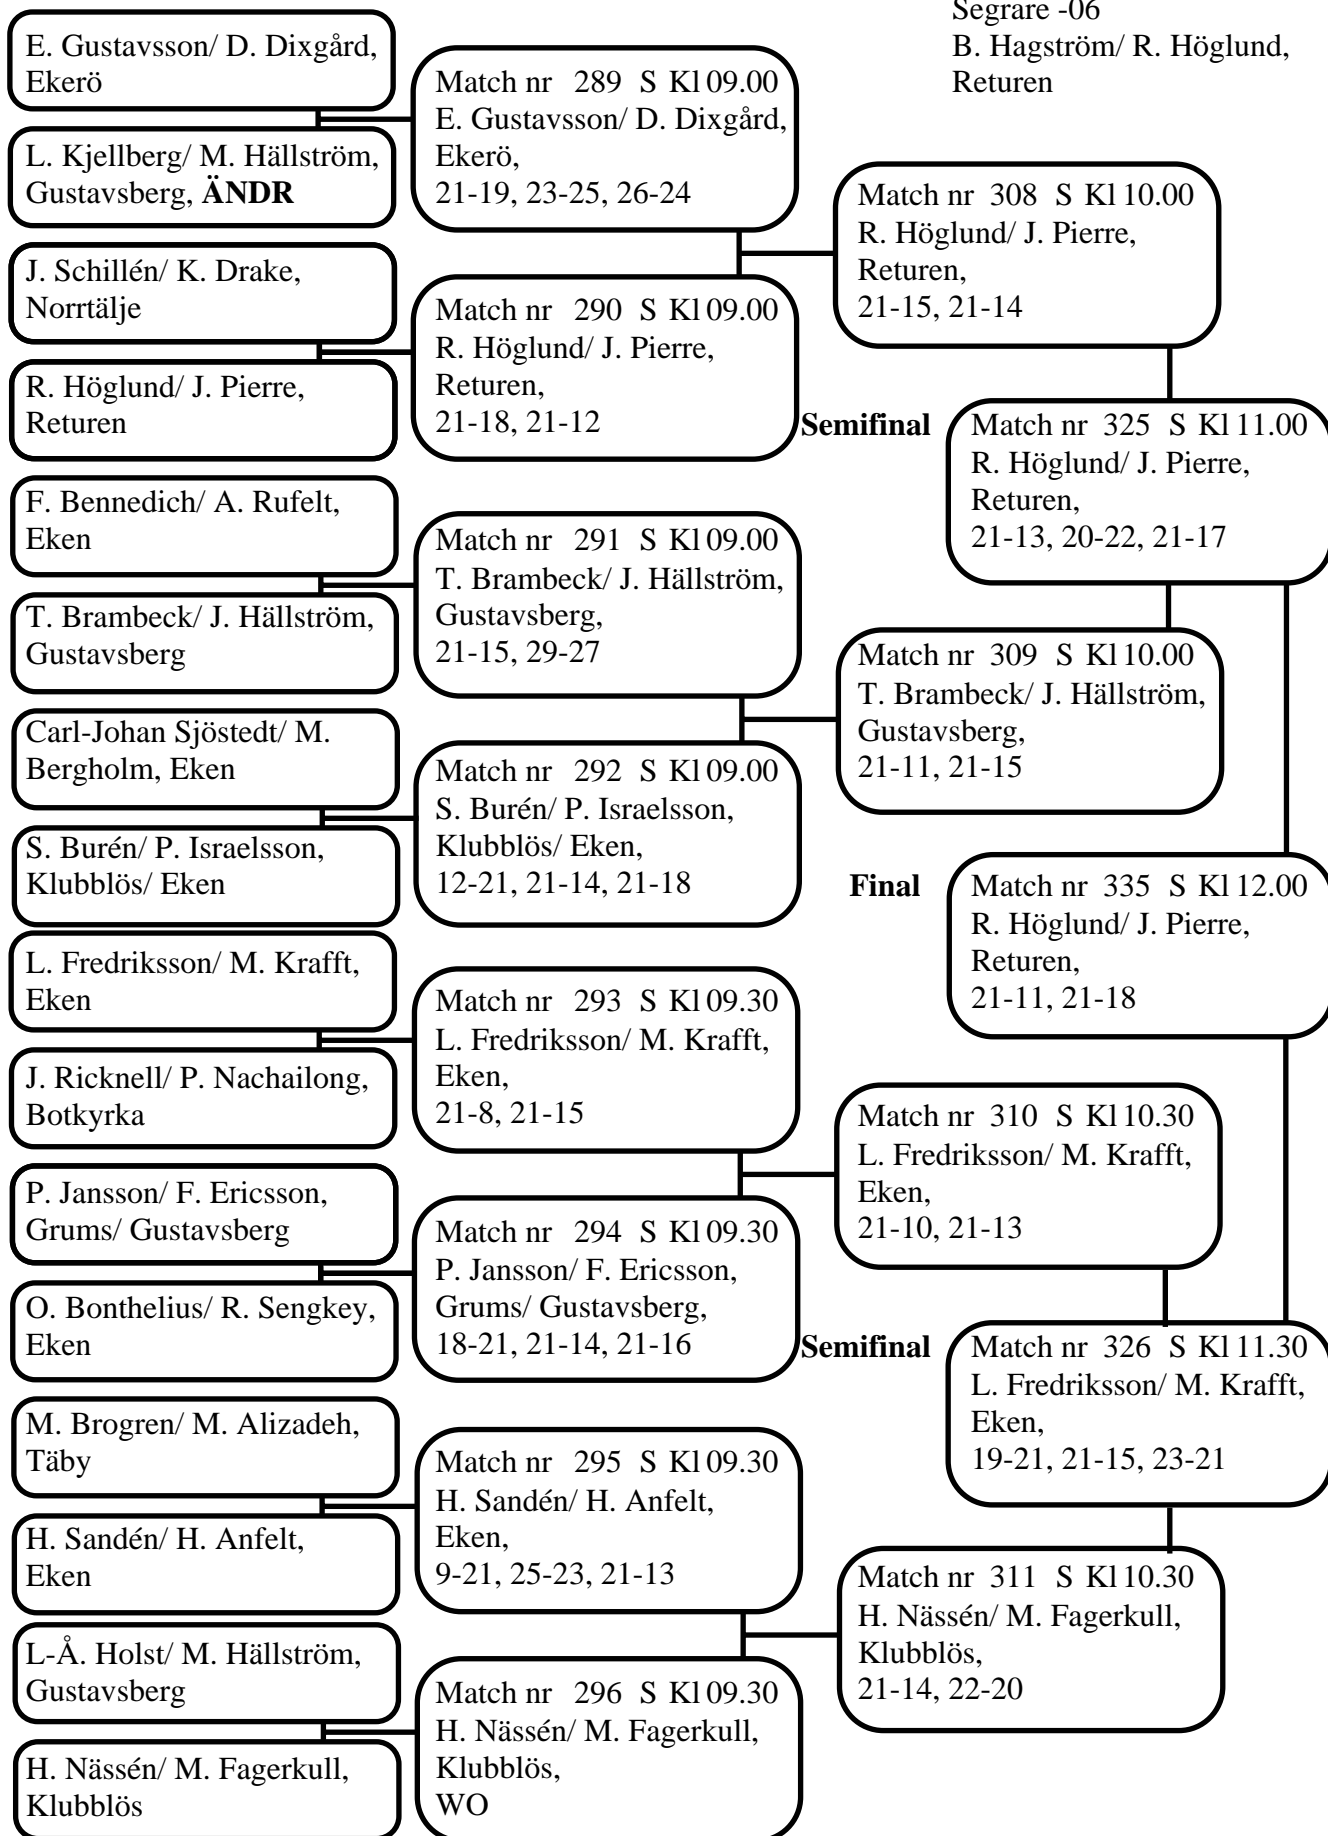 Segrare -06
B. Hagström/ R. Höglund,
Returen
E. Gustavsson/ D. Dixgård,
Ekerö
L. Kjellberg/ M. Hällström,
Gustavsberg, ÄNDR
J. Schillén/ K. Drake,
Norrtälje
R. Höglund/ J. Pierre,
Returen
F. Bennedich/ A. Rufelt,
Eken
T. Brambeck/ J. Hällström,
Gustavsberg
Carl-Johan Sjöstedt/ M.
Bergholm, Eken
S. Burén/ P. Israelsson,
Klubblös/ Eken
L. Fredriksson/ M. Krafft,
Eken
J. Ricknell/ P. Nachailong,
Botkyrka
P. Jansson/ F. Ericsson,
Grums/ Gustavsberg
O. Bonthelius/ R. Sengkey,
Eken
M. Brogren/ M. Alizadeh,
Täby
H. Sandén/ H. Anfelt,
Eken
L-Å. Holst/ M. Hällström,
Gustavsberg
H. Nässén/ M. Fagerkull,
Klubblös
Match nr 289 S Kl 09.00
E. Gustavsson/ D. Dixgård,
Ekerö,
21-19, 23-25, 26-24
Match nr 290 S Kl 09.00
R. Höglund/ J. Pierre,
Returen,
21-18, 21-12
Match nr 291 S Kl 09.00
T. Brambeck/ J. Hällström,
Gustavsberg,
21-15, 29-27
Match nr 292 S Kl 09.00
S. Burén/ P. Israelsson,
Klubblös/ Eken,
12-21, 21-14, 21-18
Match nr 293 S Kl 09.30
L. Fredriksson/ M. Krafft,
Eken,
21-8, 21-15
Match nr 294 S Kl 09.30
P. Jansson/ F. Ericsson,
Grums/ Gustavsberg,
18-21, 21-14, 21-16
Match nr 295 S Kl 09.30
H. Sandén/ H. Anfelt,
Eken,
9-21, 25-23, 21-13
Match nr 296 S Kl 09.30
H. Nässén/ M. Fagerkull,
Klubblös,
WO
Match nr 308 S Kl 10.00
R. Höglund/ J. Pierre,
Returen,
21-15, 21-14
Match nr 309 S Kl 10.00
T. Brambeck/ J. Hällström,
Gustavsberg,
21-11, 21-15
Match nr 310 S Kl 10.30
L. Fredriksson/ M. Krafft,
Eken,
21-10, 21-13
Match nr 311 S Kl 10.30
H. Nässén/ M. Fagerkull,
Klubblös,
21-14, 22-20
Semifinal
Match nr 325 S Kl 11.00
R. Höglund/ J. Pierre,
Returen,
21-13, 20-22, 21-17
Final
Match nr 335 S Kl 12.00
R. Höglund/ J. Pierre,
Returen,
21-11, 21-18
Semifinal
Match nr 326 S Kl 11.30
L. Fredriksson/ M. Krafft,
Eken,
19-21, 21-15, 23-21